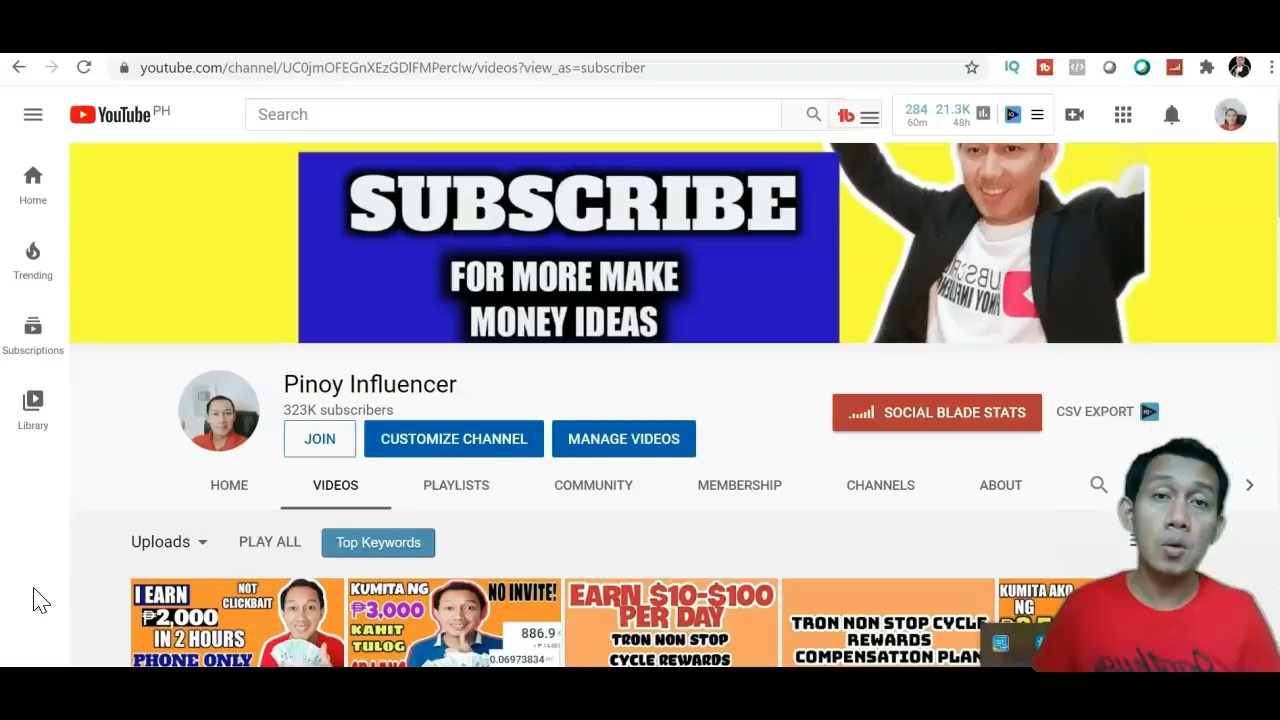 youtube.com/channel/UC0jmOFEGnXEzGDlFMPercIw/videos?view_as=subscriber
YouTube PH
Search
284 21.3K
60m 48h
Home
Trending
Subscriptions
Library
SUBSCRIBE
FOR MORE MAKE
MONEY IDEAS
Pinoy Influencer
323K subscribers
JOIN
CUSTOMIZE CHANNEL
MANAGE VIDEOS
SOCIAL BLADE STATS
CSV EXPORT
HOME
VIDEOS
PLAYLISTS
COMMUNITY
MEMBERSHIP
CHANNELS
ABOUT
Uploads
PLAY ALL
Top Keywords
I EARN
₱2,000
IN 2 HOURS
PHONE ONLY
NOT
CLICKBAIT
KUMITA NG
₱3,000
KAHIT
TULOG
NO INVITE!
886.9
0.06973834
EARN $10-$100
PER DAY
TRON NON STOP
CYCLE REWARDS
TRON NON STOP CYCLE
REWARDS
COMPENSATION PLAN
KUMITA AKO
NG